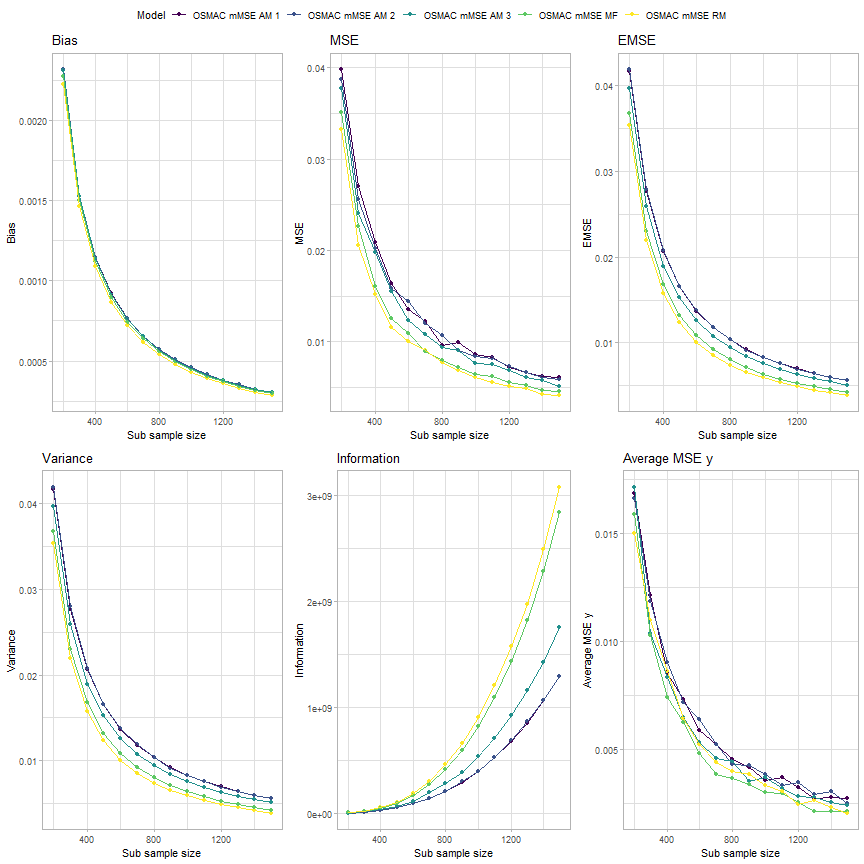 Model OSMAC mMSE AM 1 OSMAC mMSE AM 2 OSMAC mMSE AM 3 OSMAC mMSE MF OSMAC mMSE RM
Bias
MSE
EMSE
0.0020
0.0015
0.0010
0.0005
Bias
400
800
1200
Sub sample size
0.04
0.03
0.02
0.01
MSE
400
800
1200
Sub sample size
0.04
0.03
0.02
0.01
EMSE
400
800
1200
Sub sample size
Variance
Information
Average MSE y
0.04
0.03
0.02
0.01
Variance
400
800
1200
Sub sample size
3e+09
2e+09
1e+09
0e+00
Information
400
800
1200
Sub sample size
0.015
0.010
0.005
Average MSE y
400
800
1200
Sub sample size